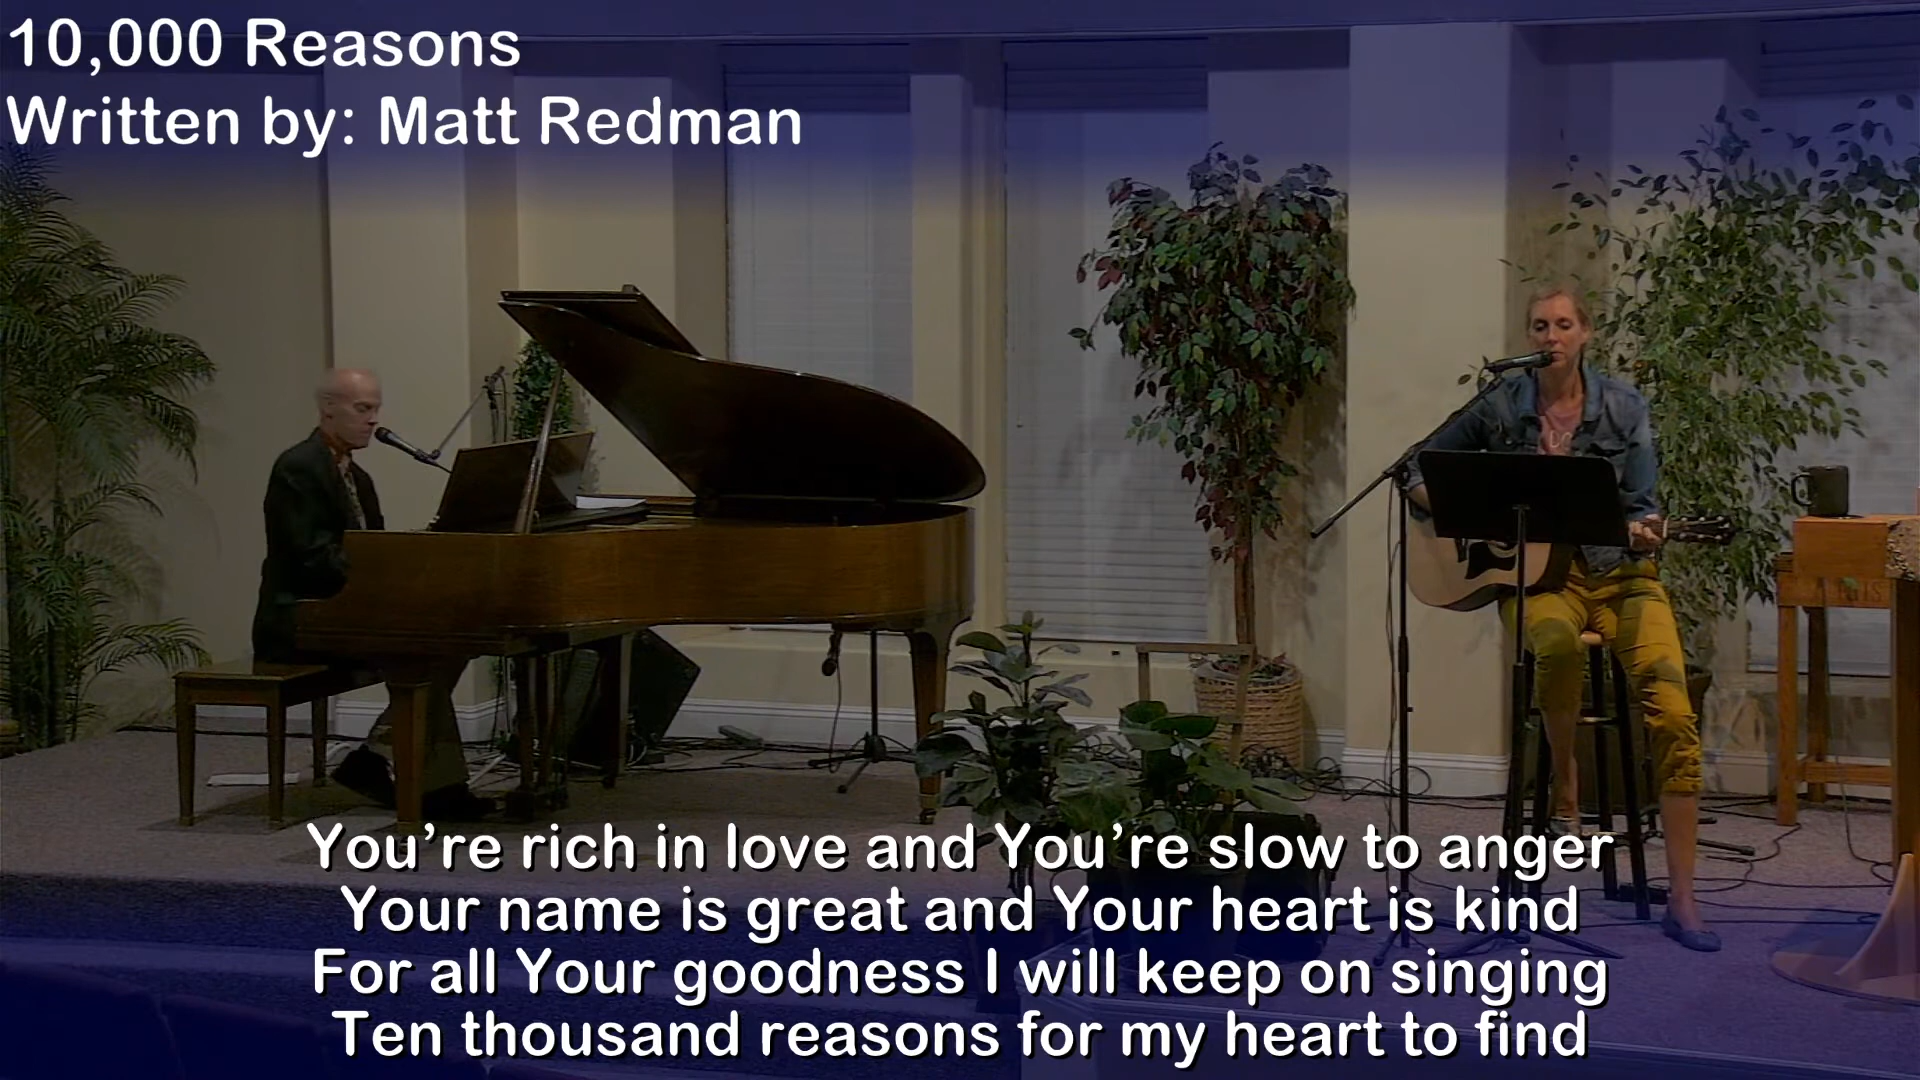 10,000 Reasons
Written by: Matt Redman
You’re rich in love and You’re slow to anger
Your name is great and Your heart is kind
For all Your goodness I will keep on singing
Ten thousand reasons for my heart to find